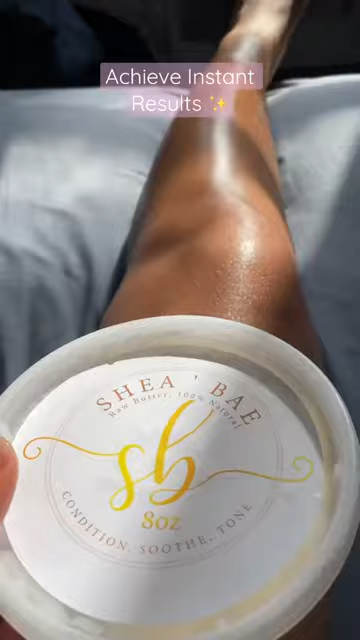 Achieve Instant
Results ✨
SHEA ' BAE
Raw Butter, 100% Natural
sb
8oz
CONDITION, SOOTHE, TONE